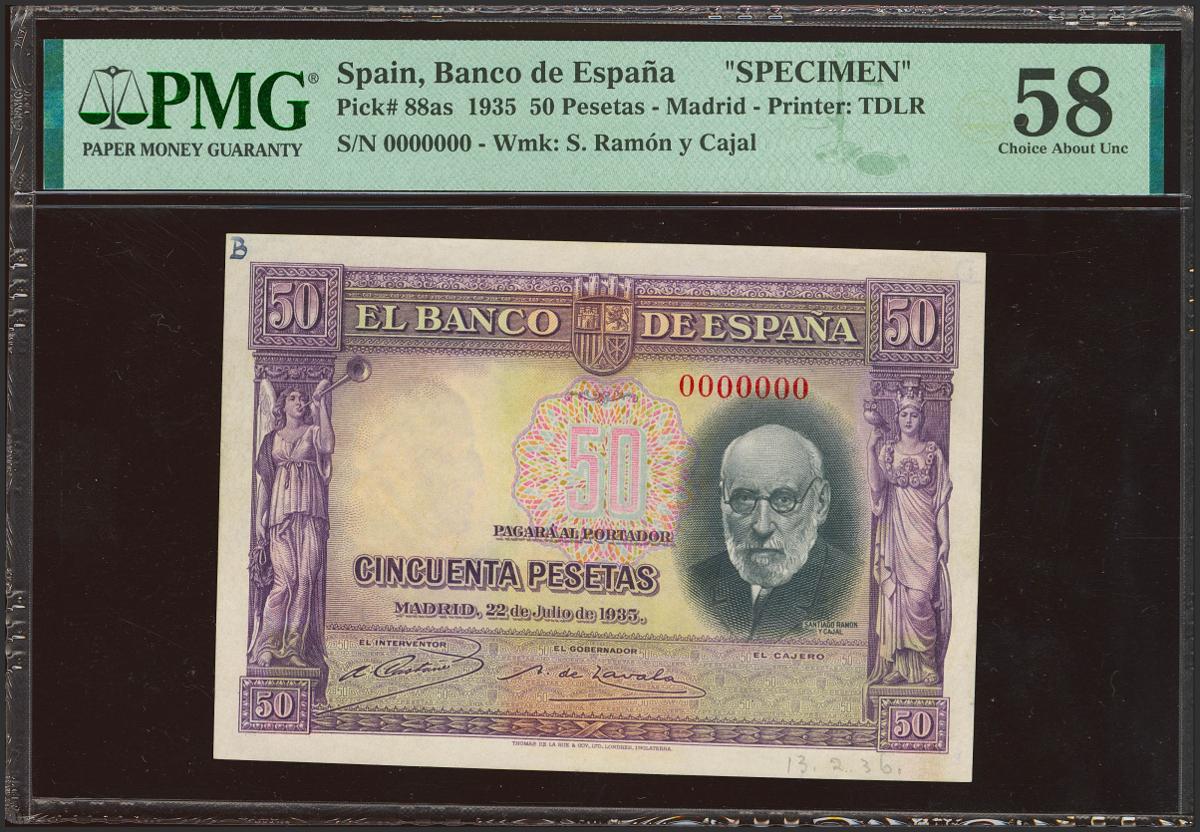 PMG®
PAPER MONEY GUARANTY
Spain, Banco de España "SPECIMEN"
Pick# 88as 1935 50 Pesetas - Madrid - Printer: TDLR
S/N 0000000 - Wmk: S. Ramón y Cajal
58
Choice About Unc
B
50
EL BANCO DE ESPAÑA
50
0000000
50
PAGARÁ AL PORTADOR
CINCUENTA PESETAS
MADRID, 22 de Julio de 1935.
SANTIAGO RAMON
Y CAJAL
EL INTERVENTOR
EL GOBERNADOR
EL CAJERO
A. de Zavala
50
50
THOMAS DE LA RUE & COY, LTD. LONDRES, INGLATERRA.
13.2.36.